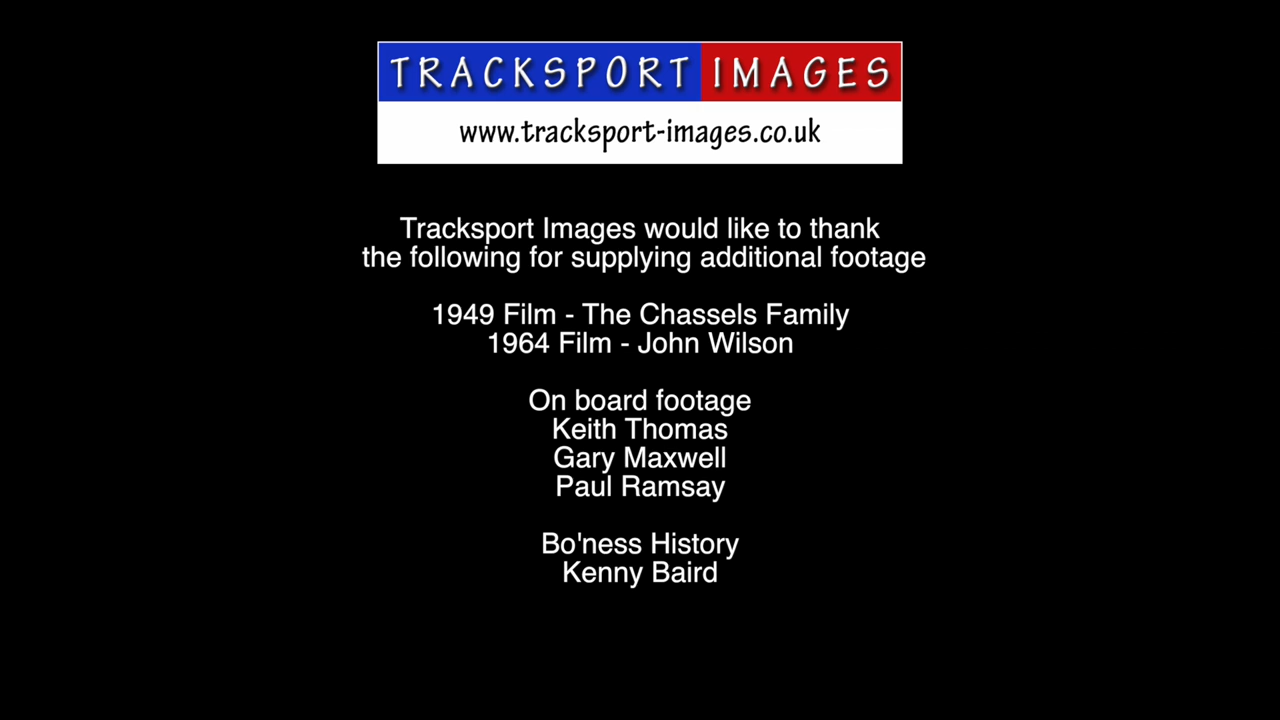 TRACKSPORT IMAGES
www.tracksport-images.co.uk
Tracksport Images would like to thank
the following for supplying additional footage
1949 Film - The Chassels Family
1964 Film - John Wilson
On board footage
Keith Thomas
Gary Maxwell
Paul Ramsay
Bo'ness History
Kenny Baird